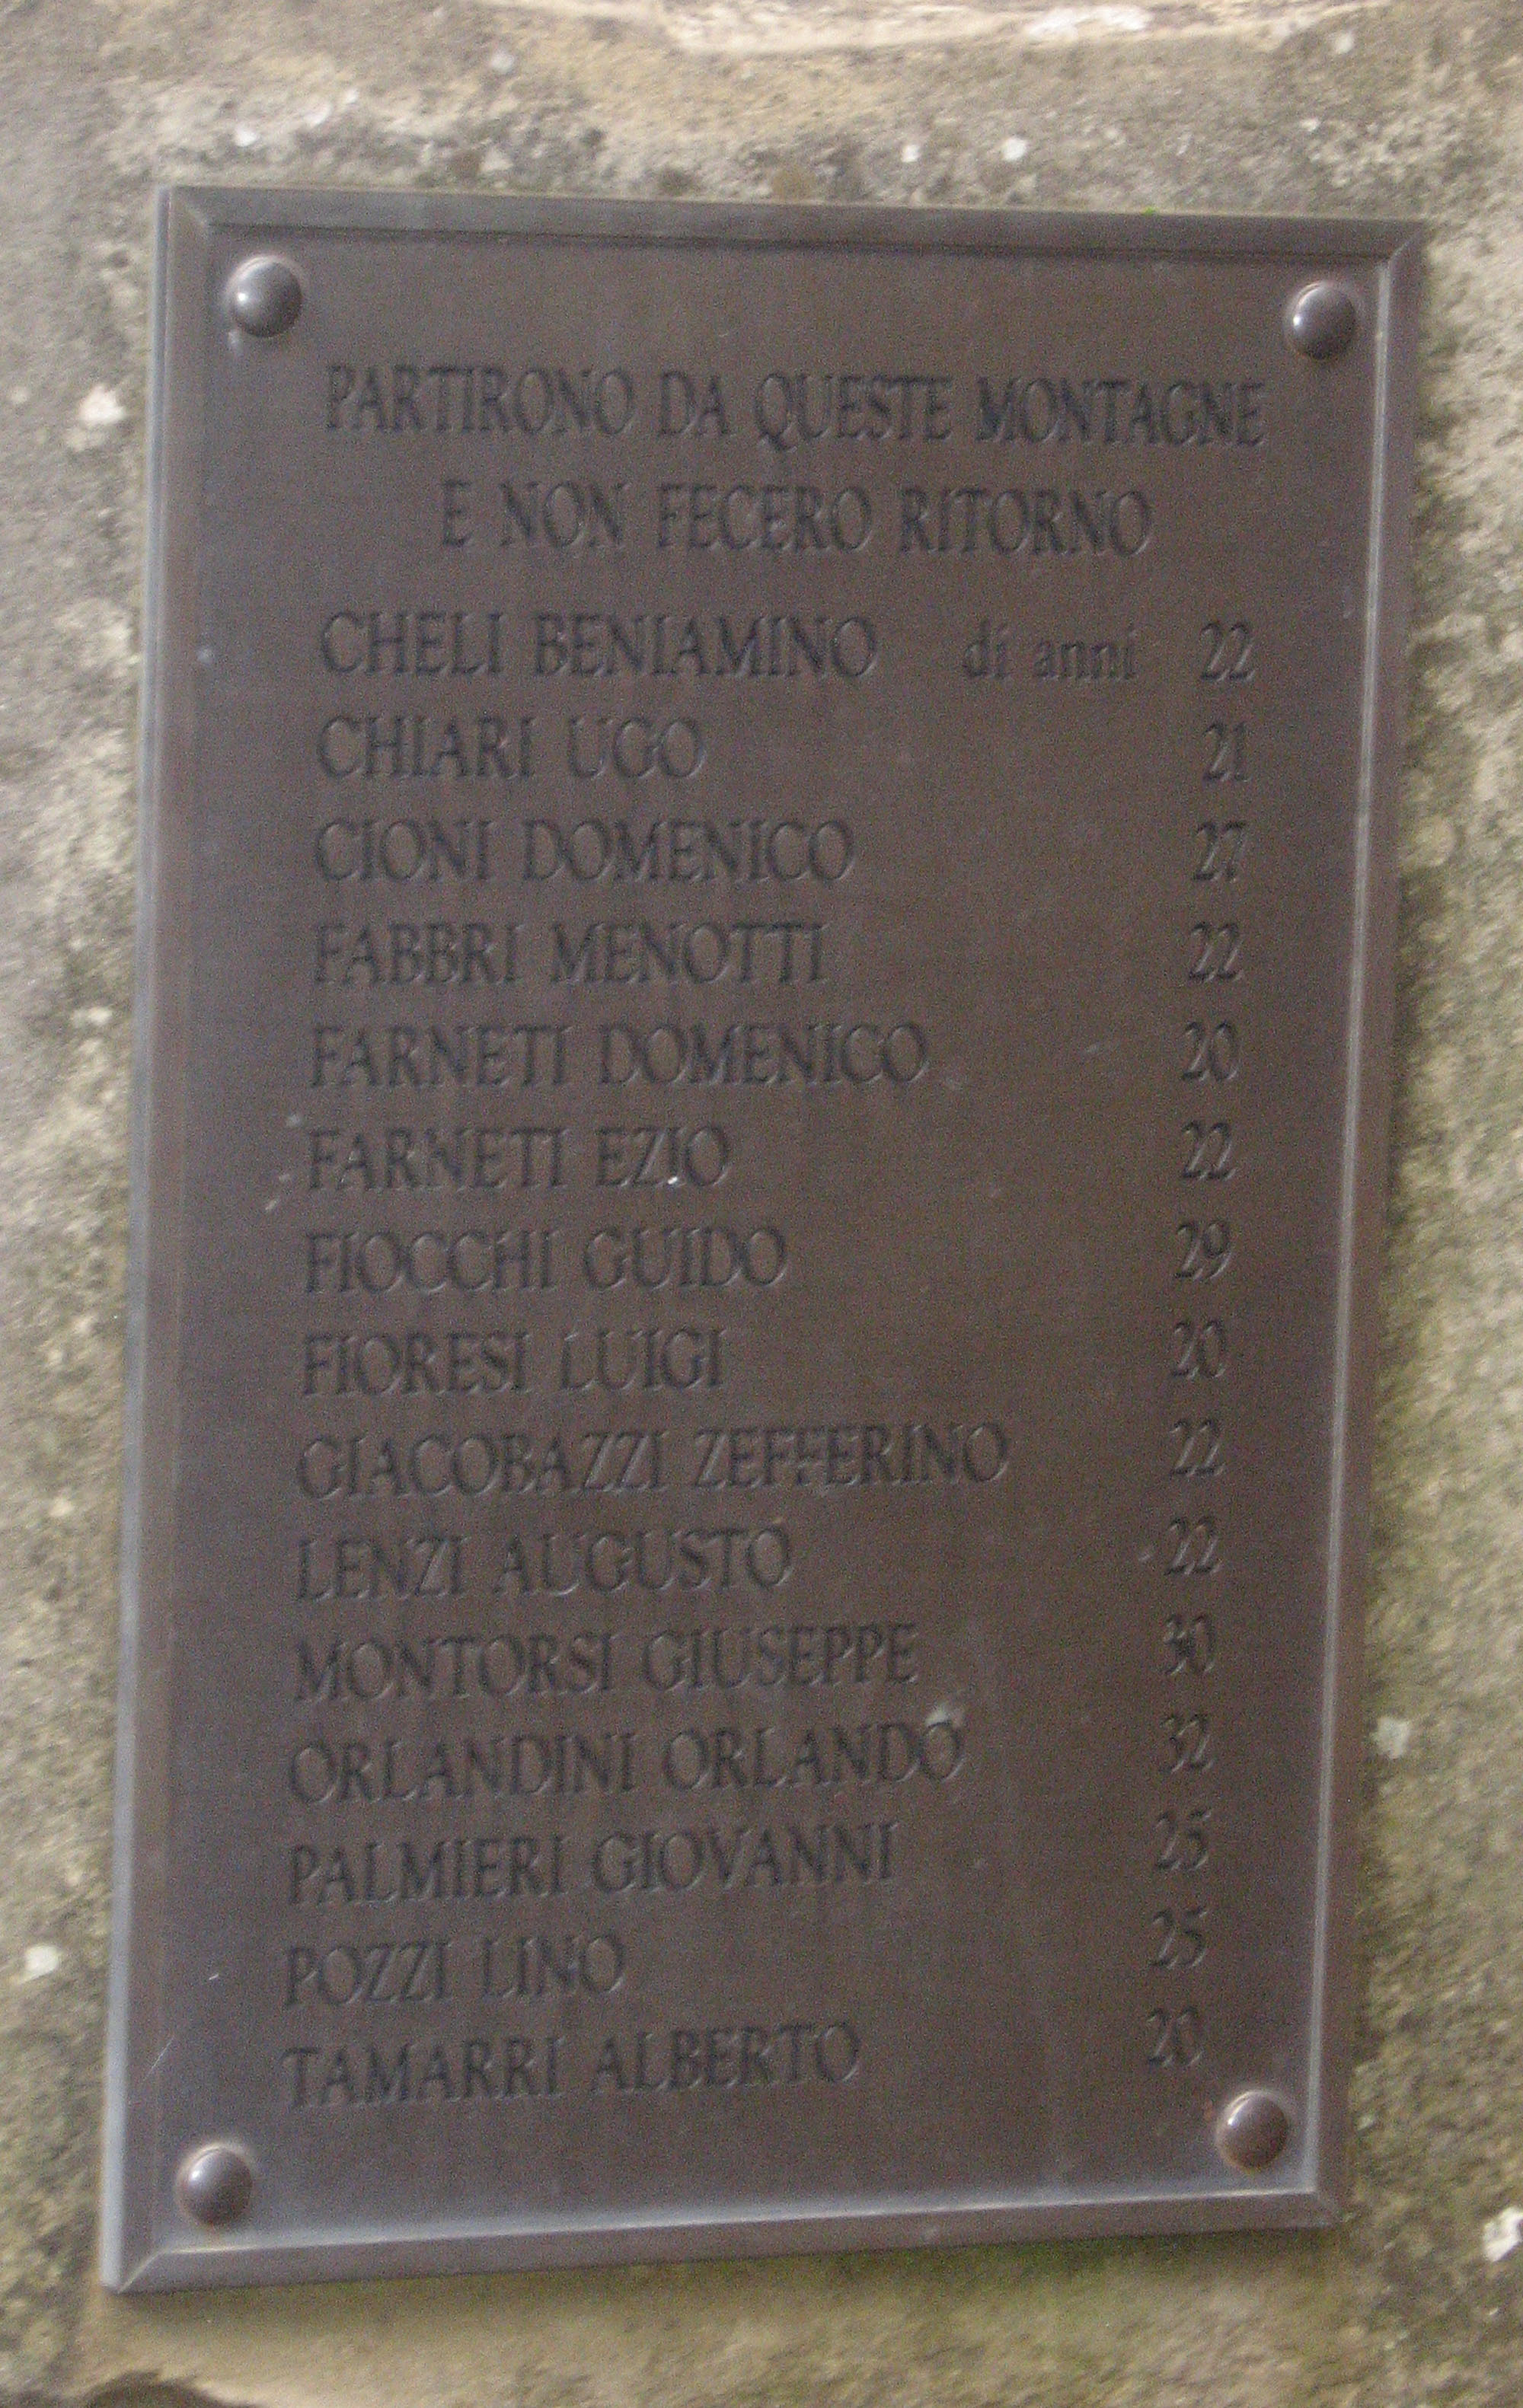 PARTIRONO DA QUESTE MONTAGNE
E NON FECERO RITORNO
CHELI BENIAMINO di anni 22
CHIARI UGO 21
CIONI DOMENICO 27
FABBRI MENOTTI 22
FARNETI DOMENICO 20
FARNETI EZIO 22
FIOCCHI GUIDO 29
FIORESI LUIGI 20
GIACOBAZZI ZEFFERINO 22
LENZI AUGUSTO 22
MONTORSI GIUSEPPE 30
ORLANDINI ORLANDO 32
PALMIERI GIOVANNI 25
POZZI LINO 25
TAMARRI ALBERTO 20